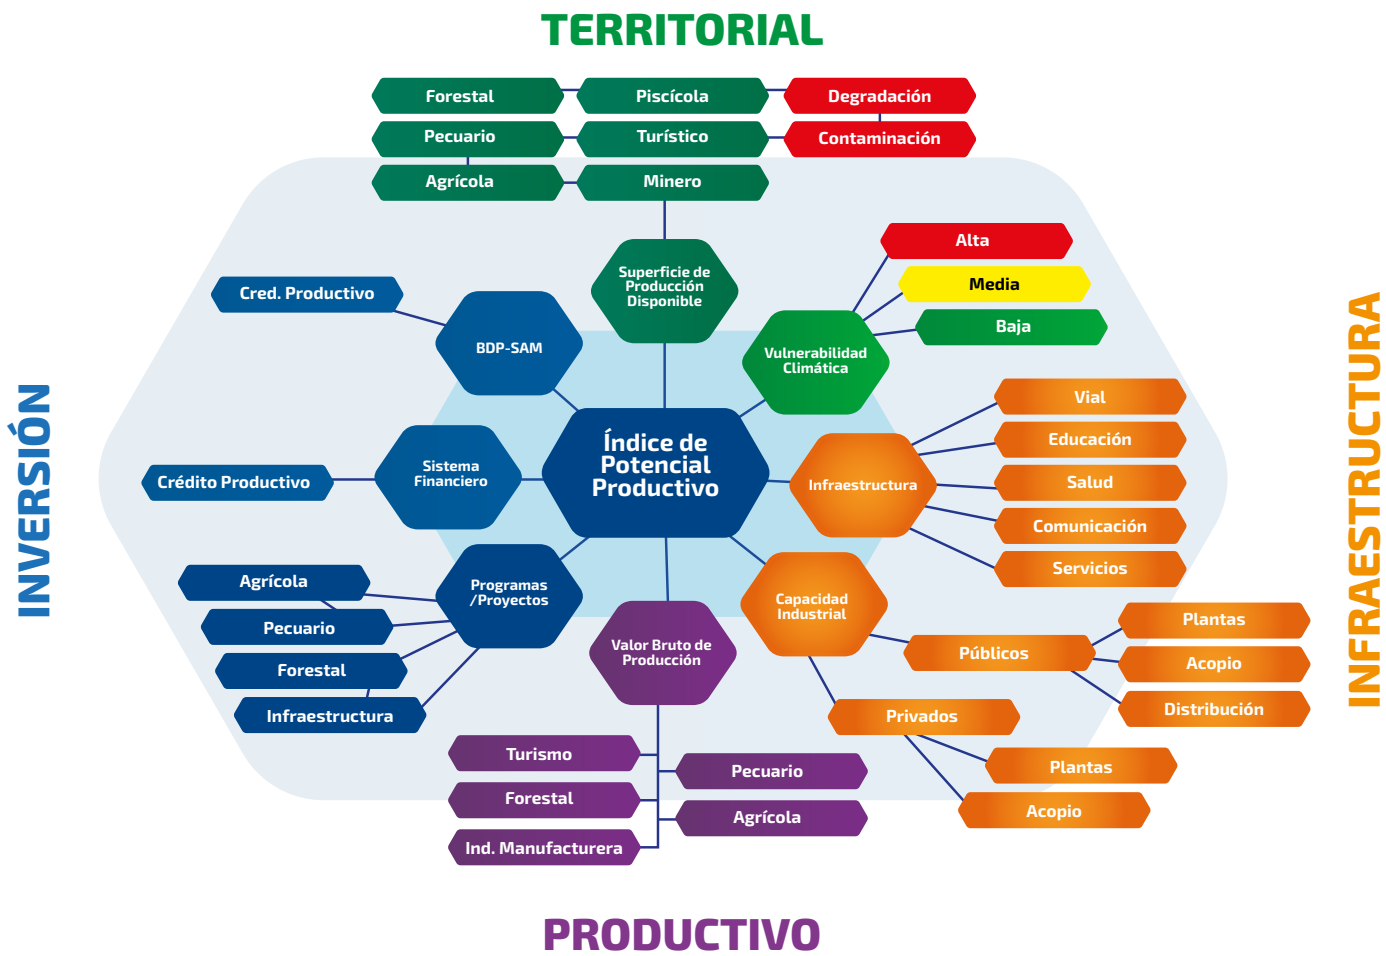 TERRITORIAL
Forestal
Piscícola
Degradación
Pecuario
Turístico
Contaminación
Agrícola
Minero
Superficie de
Producción
Disponible
Alta
Media
Baja
Vulnerabilidad
Climática
Cred. Productivo
BDP-SAM
INVERSIÓN
Crédito Productivo
Sistema
Financiero
Índice de
Potencial
Productivo
Infraestructura
Vial
Educación
Salud
Comunicación
Servicios
INFRAESTRUCTURA
Agrícola
Pecuario
Forestal
Infraestructura
Programas
/Proyectos
Valor Bruto de
Producción
Capacidad
Industrial
Públicos
Plantas
Acopio
Distribución
Privados
Plantas
Acopio
Turismo
Pecuario
Forestal
Agrícola
Ind. Manufacturera
PRODUCTIVO